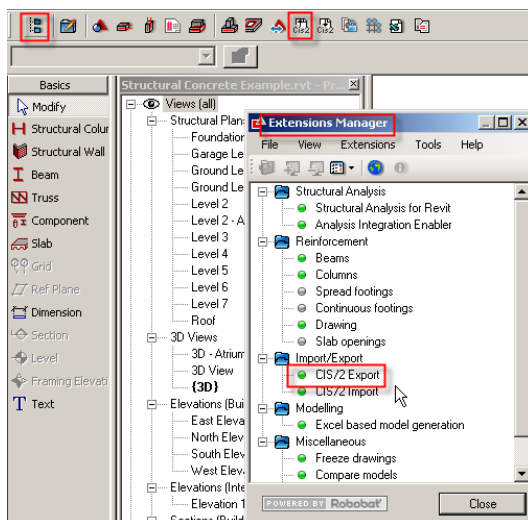 Cis2
Cis2
Basics
Modify
Structural Colur
Structural Wall
Beam
Truss
Component
Slab
Grid
Ref Plane
Dimension
Section
Level
Framing Elevati
Text
Structural Concrete Example.rvt - Pr...
Views (all)
Structural Plan
Foundation
Garage Le
Ground Le
Ground Le
Level 2
Level 2 - A
Level 3
Level 4
Level 5
Level 6
Level 7
Roof
3D Views
3D - Atrium
3D View
{3D}
Elevations (Bui
East Eleva
North Elev
South Elev
West Elev
Elevations (Inte
Elevation 1
Sections (Build
Extensions Manager
File View Extensions Tools Help
Structural Analysis
Structural Analysis for Revit
Analysis Integration Enabler
Reinforcement
Beams
Columns
Spread footings
Continuous footings
Drawing
Slab openings
Import/Export
CIS/2 Export
CIS/2 Import
Modelling
Excel based model generation
Miscellaneous
Freeze drawings
Compare models
POWERED BY Robobat
Close